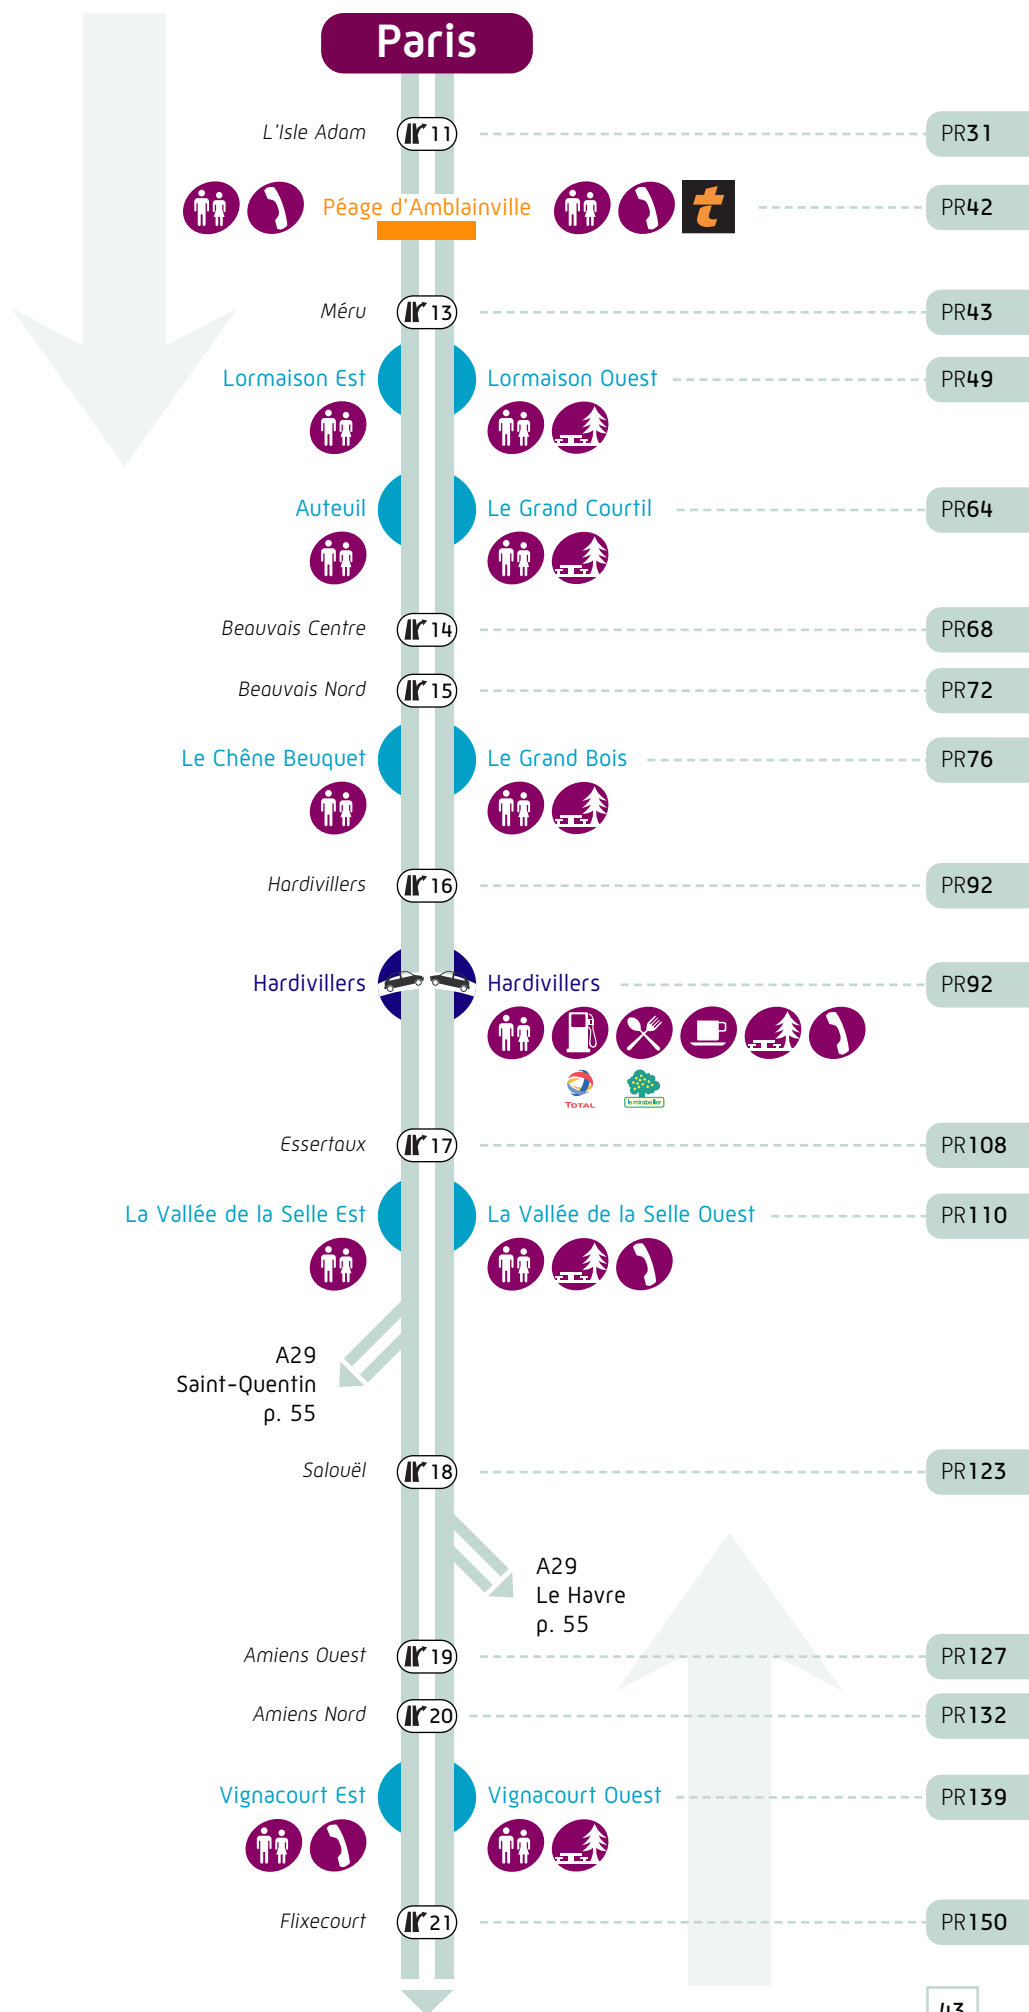 Paris
L'Isle Adam 11 PR31
Péage d'Amblainville t PR42
Méru 13 PR43
Lormaison Est Lormaison Ouest PR49
Auteuil Le Grand Courtil PR64
Beauvais Centre 14 PR68
Beauvais Nord 15 PR72
Le Chêne Beuquet Le Grand Bois PR76
Hardivillers 16 PR92
Hardivillers Hardivillers PR92
TOTAL le mirabellier
Essertaux 17 PR108
La Vallée de la Selle Est La Vallée de la Selle Ouest PR110
A29
Saint-Quentin
p. 55
Salouël 18 PR123
A29
Le Havre
p. 55
Amiens Ouest 19 PR127
Amiens Nord 20 PR132
Vignacourt Est Vignacourt Ouest PR139
Flixecourt 21 PR150
43